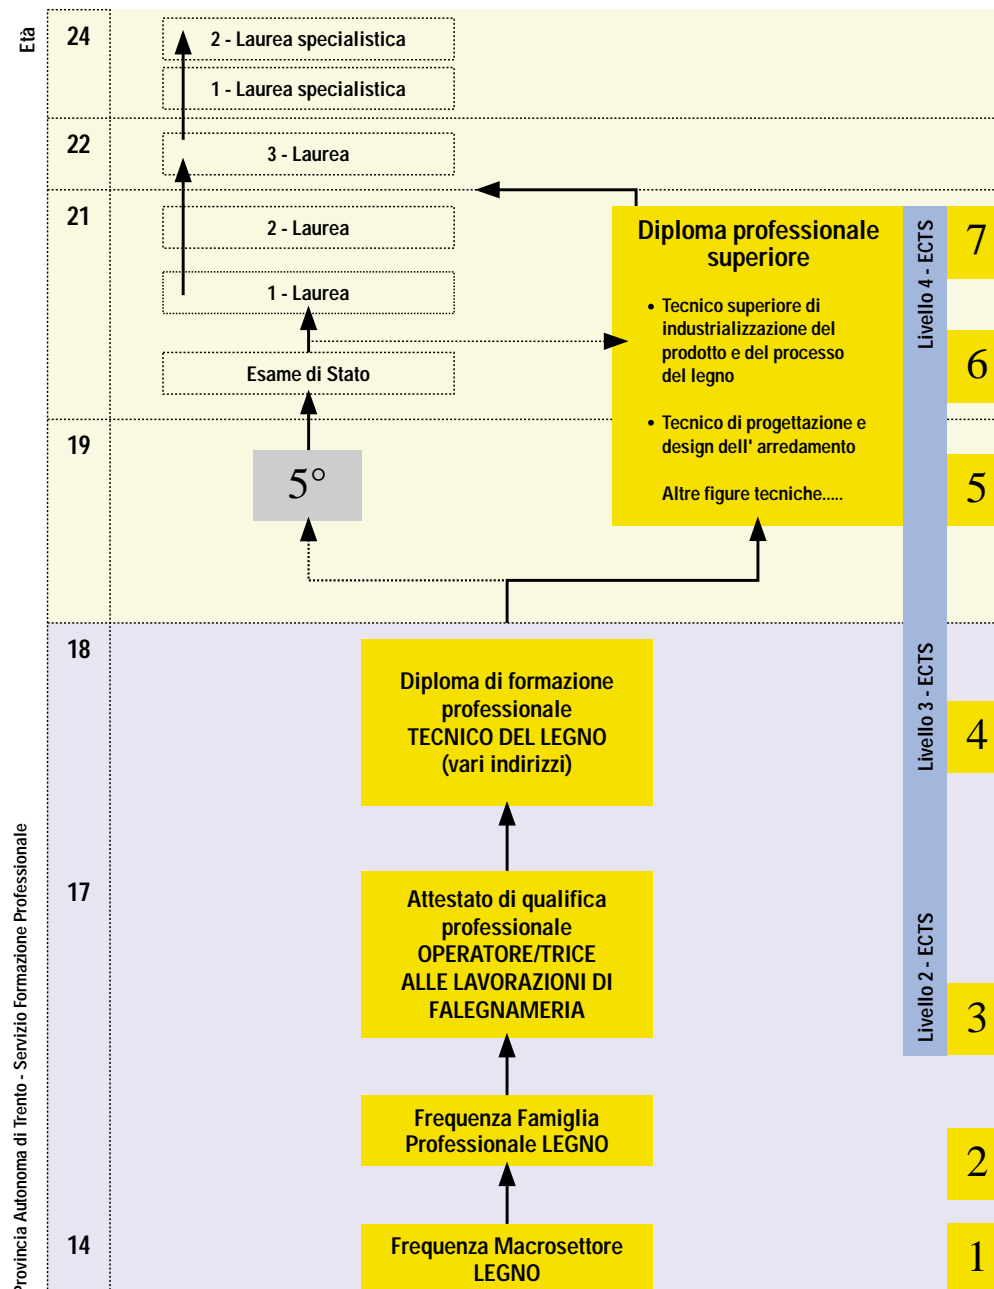 Età
24
2 - Laurea specialistica
1 - Laurea specialistica
22
3 - Laurea
21
2 - Laurea
1 - Laurea
Esame di Stato
Diploma professionale
superiore
• Tecnico superiore di
industrializzazione del
prodotto e del processo
del legno
• Tecnico di progettazione e
design dell' arredamento
Altre figure tecniche.....
Livello 4 - ECTS
7
6
19
5°
5
18
Diploma di formazione
professionale
TECNICO DEL LEGNO
(vari indirizzi)
Livello 3 - ECTS
4
17
Attestato di qualifica
professionale
OPERATORE/TRICE
ALLE LAVORAZIONI DI
FALEGNAMERIA
Livello 2 - ECTS
3
Frequenza Famiglia
Professionale LEGNO
2
14
Frequenza Macrosettore
LEGNO
1
Provincia Autonoma di Trento - Servizio Formazione Professionale